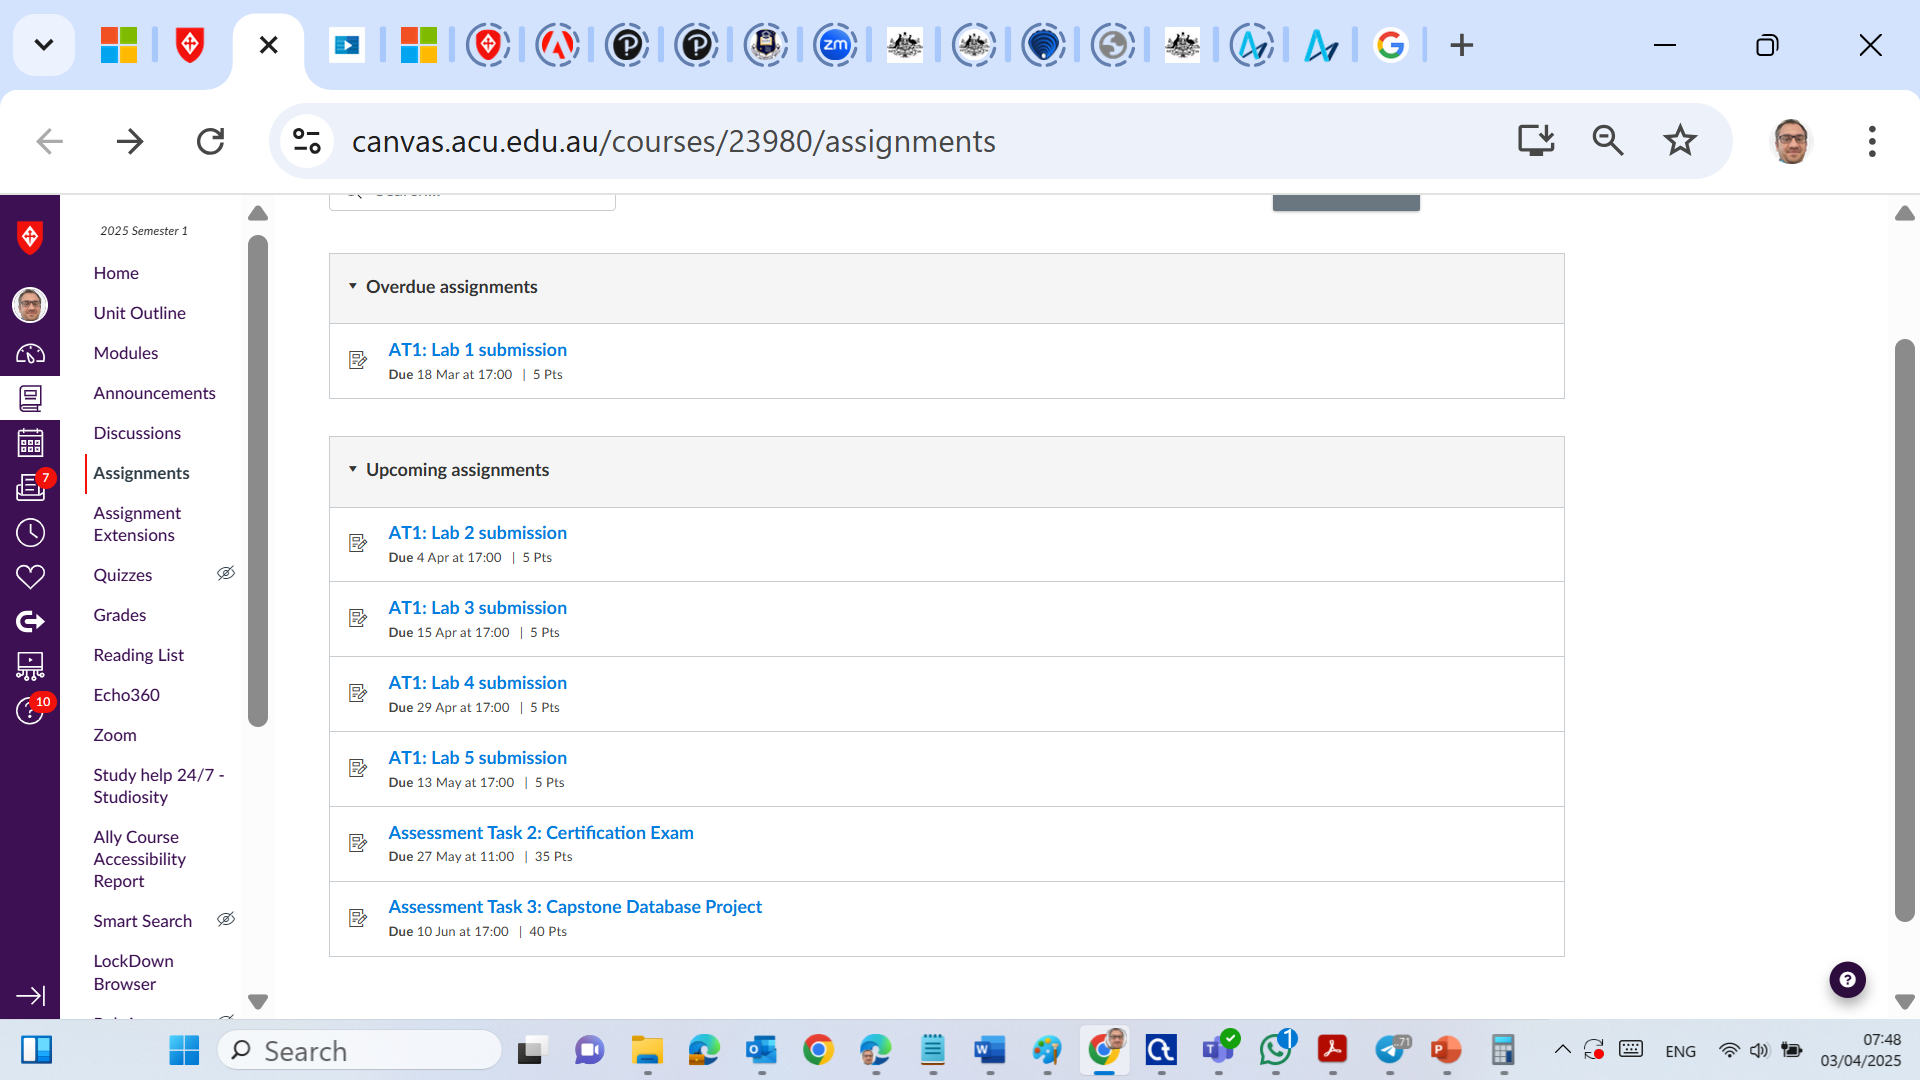 zm
canvas.acu.edu.au/courses/23980/assignments
2025 Semester 1
Home
Unit Outline
Modules
Announcements
Discussions
Assignments
Assignment
Extensions
Quizzes
Grades
Reading List
Echo360
Zoom
Study help 24/7 -
Studiosity
Ally Course
Accessibility
Report
Smart Search
LockDown
Browser
7
10
Overdue assignments
AT1: Lab 1 submission
Due 18 Mar at 17:00 | 5 Pts
Upcoming assignments
AT1: Lab 2 submission
Due 4 Apr at 17:00 | 5 Pts
AT1: Lab 3 submission
Due 15 Apr at 17:00 | 5 Pts
AT1: Lab 4 submission
Due 29 Apr at 17:00 | 5 Pts
AT1: Lab 5 submission
Due 13 May at 17:00 | 5 Pts
Assessment Task 2: Certification Exam
Due 27 May at 11:00 | 35 Pts
Assessment Task 3: Capstone Database Project
Due 10 Jun at 17:00 | 40 Pts
Search
1
71
ENG
07:48
03/04/2025